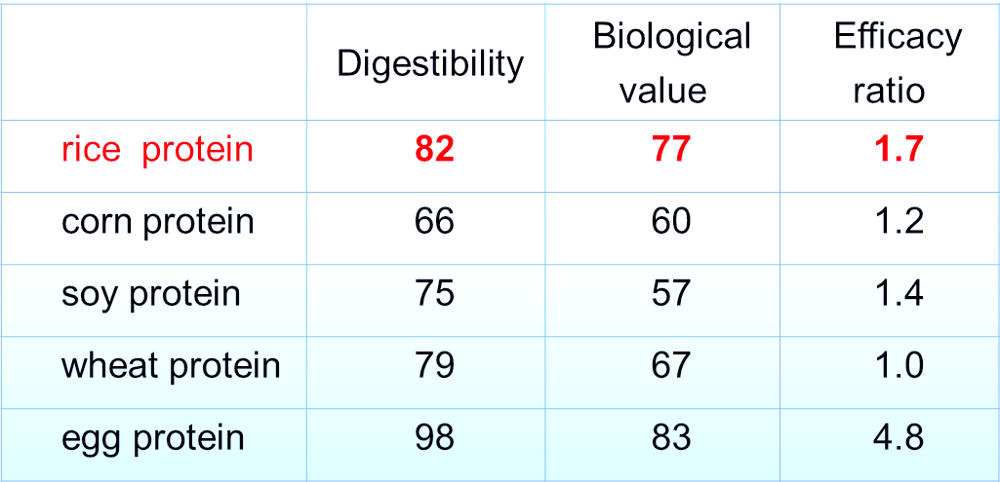 Digestibility Biological value Efficacy ratio
rice protein 82 77 1.7
corn protein 66 60 1.2
soy protein 75 57 1.4
wheat protein 79 67 1.0
egg protein 98 83 4.8